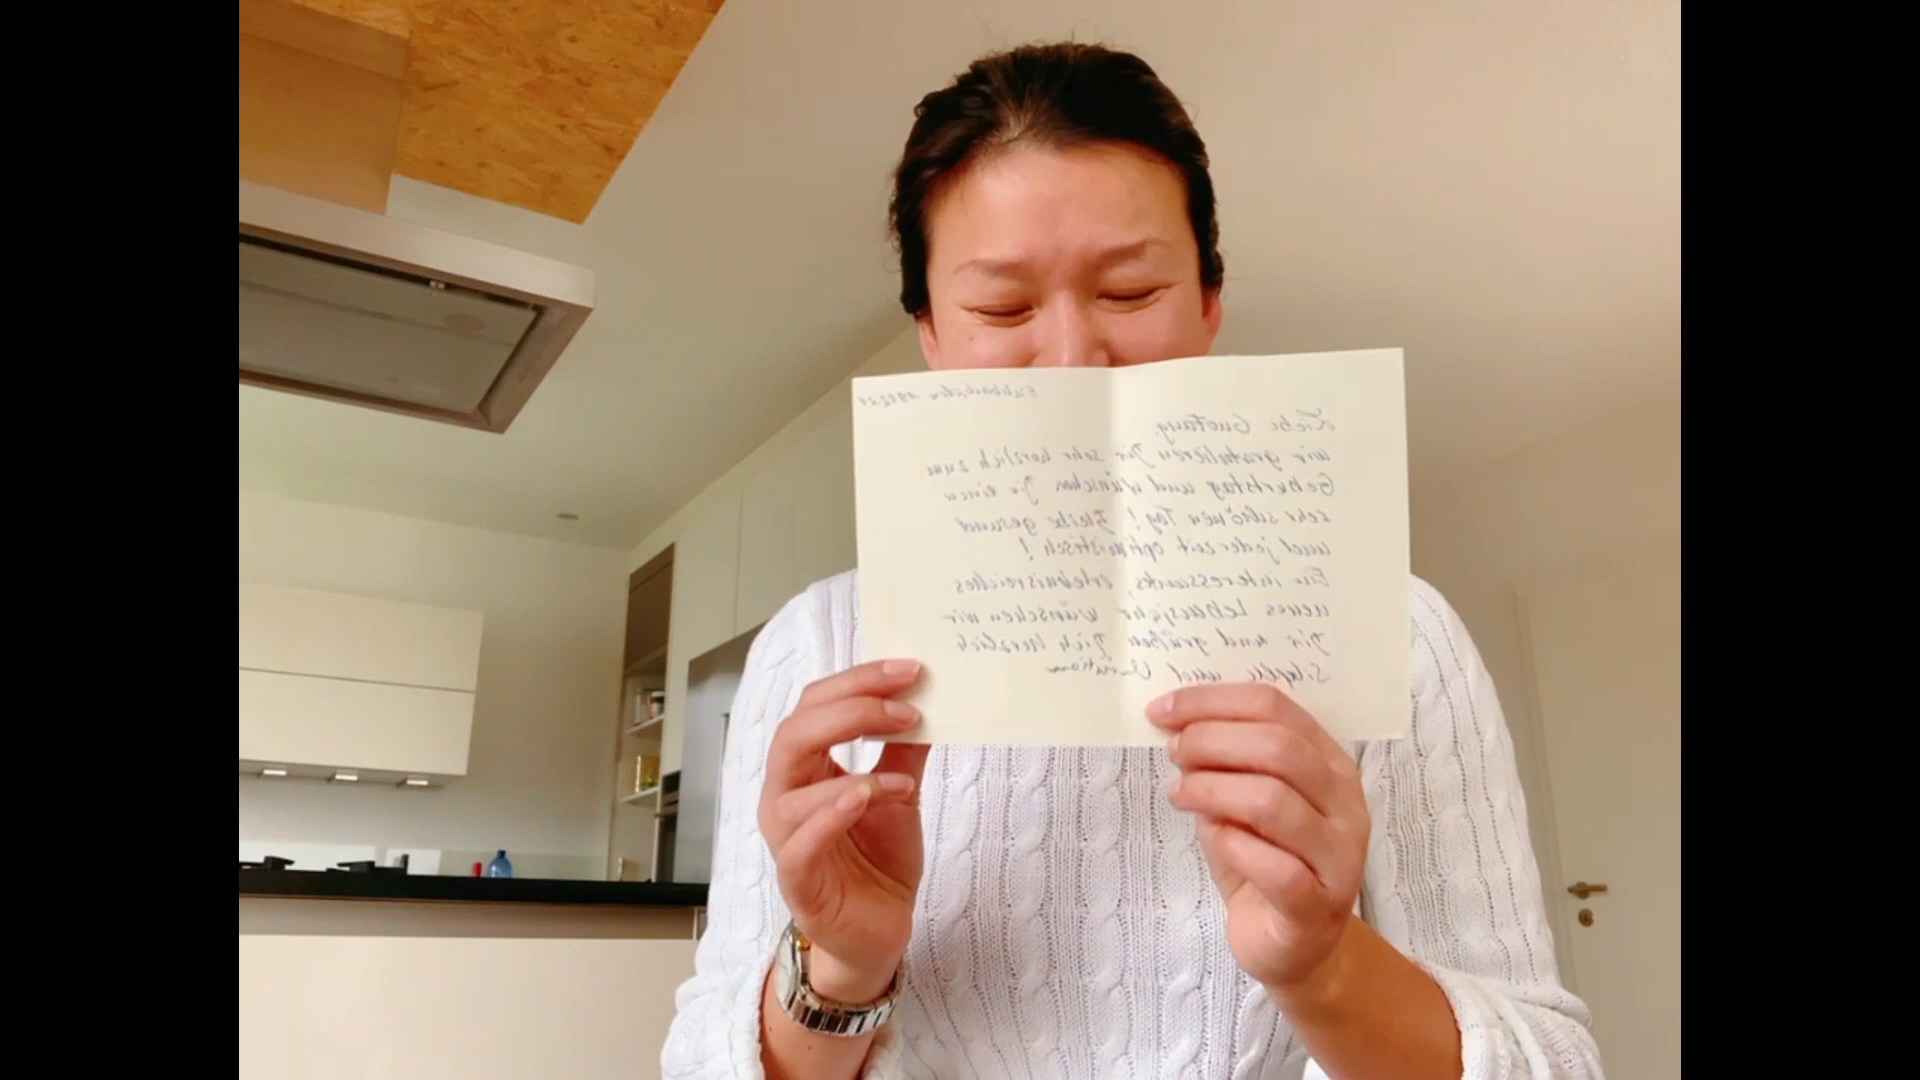 Liebe Guofang,
wir gratulieren Dir sehr herzlich zum
Geburtstag und wünschen Dir einen
sehr schönen Tag! Bleibe gesund
und jederzeit optimistisch!
Ein interessantes, erlebnisreiches
neues Lebensjahr wünschen wir
Dir und grüßen Dich herzlich
und